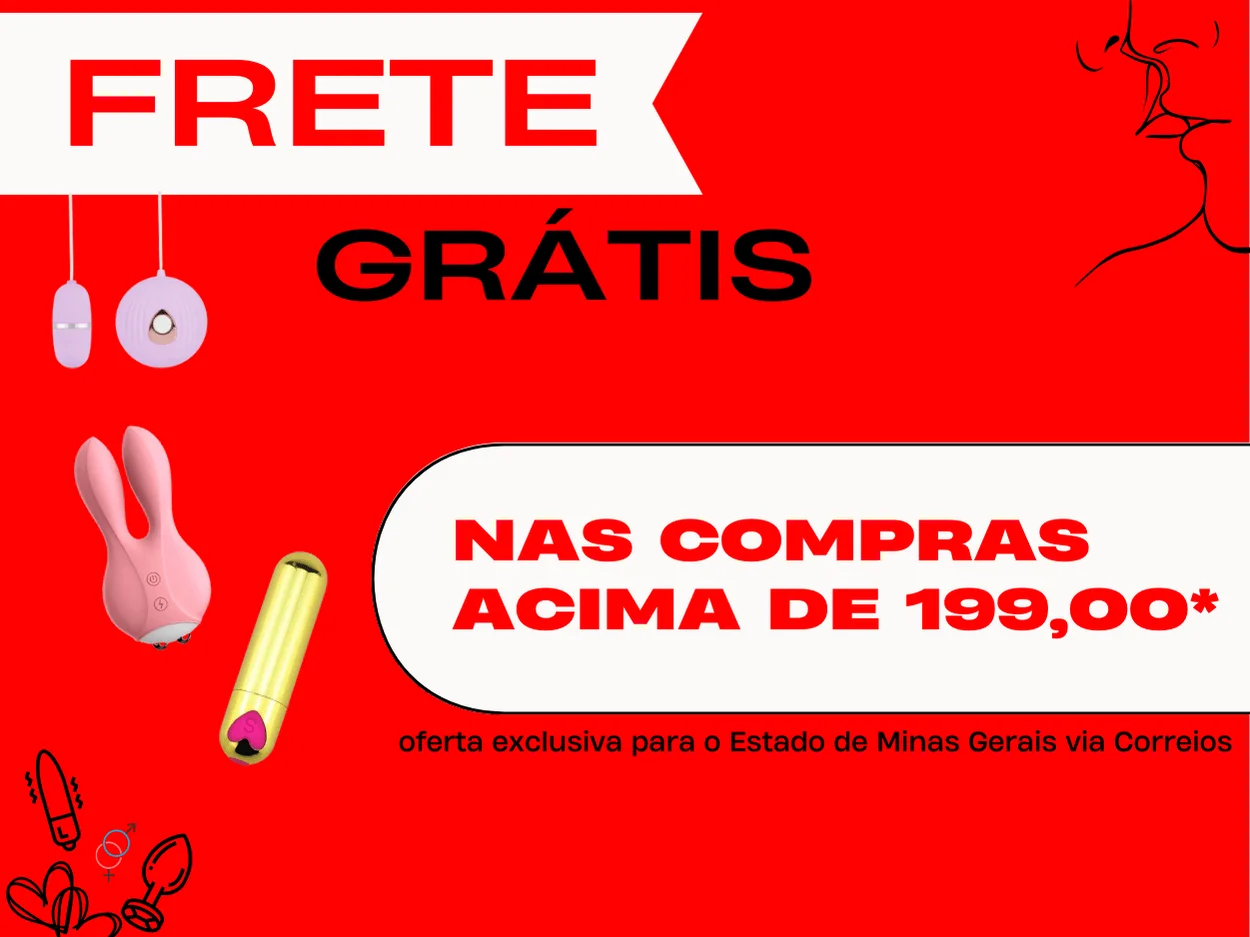 FRETE
GRÁTIS
NAS COMPRAS
ACIMA DE 199,00*
oferta exclusiva para o Estado de Minas Gerais via Correios